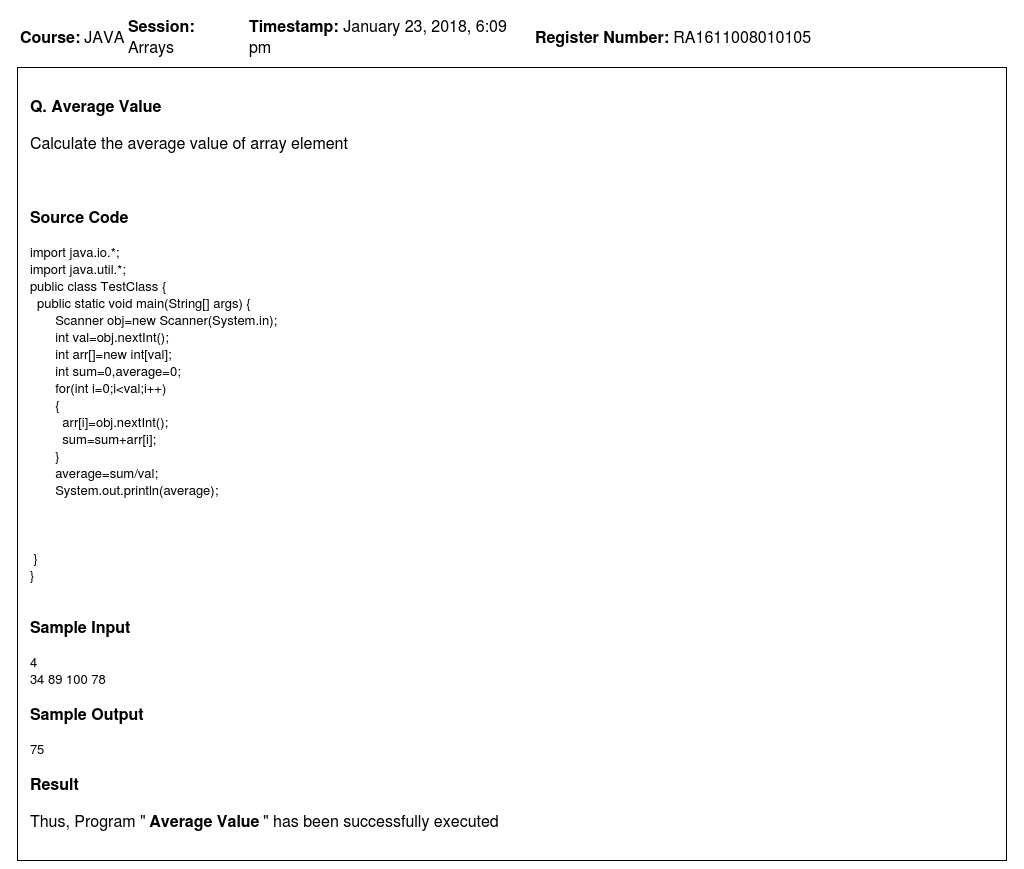 Course: JAVA Session: Arrays Timestamp: January 23, 2018, 6:09 pm Register Number: RA1611008010105
Q. Average Value
Calculate the average value of array element
Source Code
import java.io.*;
import java.util.*;
public class TestClass {
  public static void main(String[] args) {
       Scanner obj=new Scanner(System.in);
       int val=obj.nextInt();
       int arr[]=new int[val];
       int sum=0,average=0;
       for(int i=0;i<val;i++)
       {
         arr[i]=obj.nextInt();
         sum=sum+arr[i];
       }
       average=sum/val;
       System.out.println(average);
 }
}
Sample Input
4
34 89 100 78
Sample Output
75
Result
Thus, Program " Average Value " has been successfully executed